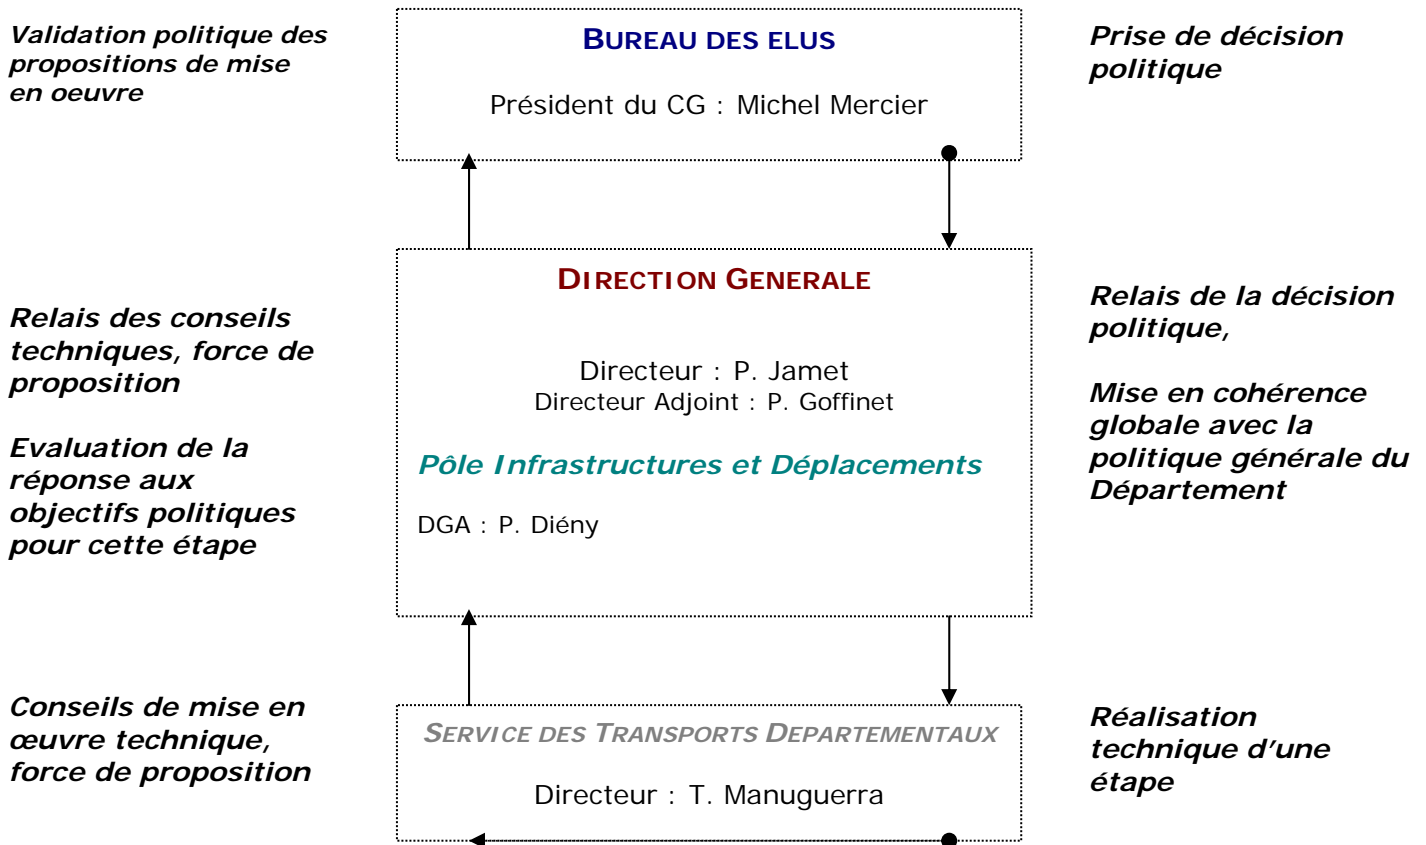 Validation politique des
propositions de mise
en oeuvre
BUREAU DES ELUS
Président du CG : Michel Mercier
Prise de décision
politique
Relais des conseils
techniques, force de
proposition
Evaluation de la
réponse aux
objectifs politiques
pour cette étape
DIRECTION GENERALE
Directeur : P. Jamet
Directeur Adjoint : P. Goffinet
Pôle Infrastructures et Déplacements
DGA : P. Diény
Relais de la décision
politique,
Mise en cohérence
globale avec la
politique générale du
Département
Conseils de mise en
œuvre technique,
force de proposition
SERVICE DES TRANSPORTS DEPARTEMENTAUX
Directeur : T. Manuguerra
Réalisation
technique d’une
étape